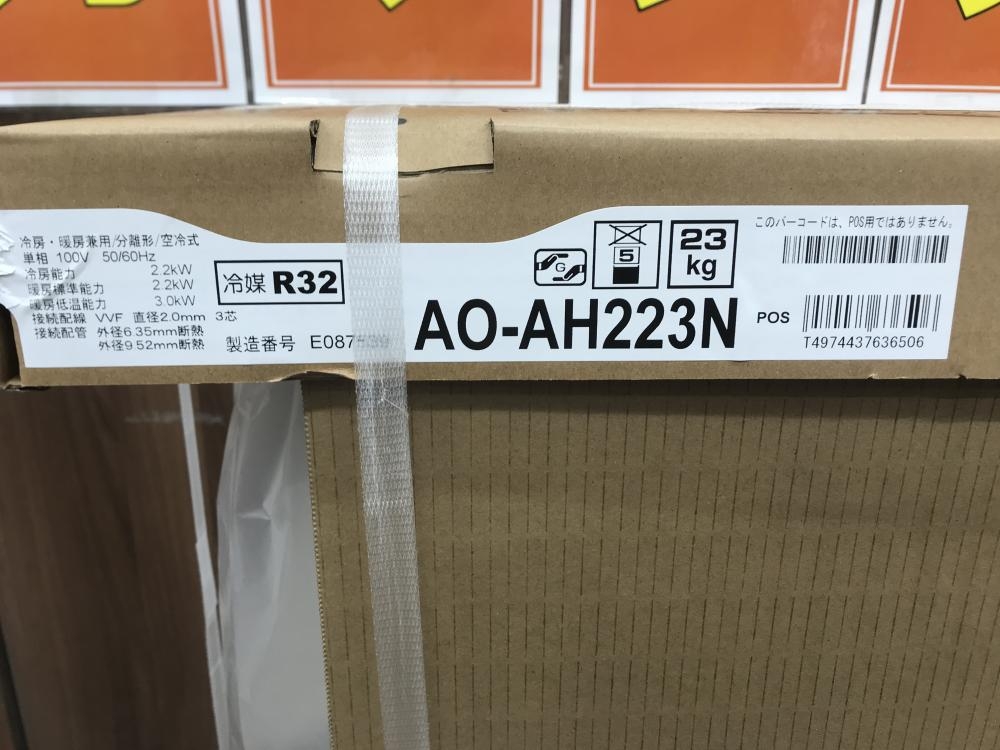 冷房・暖房兼用/分離形/空冷式
単相 100V 50/60Hz
冷房能力 2.2kW
暖房標準能力 2.2kW
暖房低温能力 3.0kW
接続配線 VVF 直径2.0mm 3芯
接続配管 外径6.35mm断熱
外径9.52mm断熱
冷媒 R32
製造番号
AO-AH223N
G
5
23
kg
このバーコードは、POS用ではありません。
POS
T4974437636506